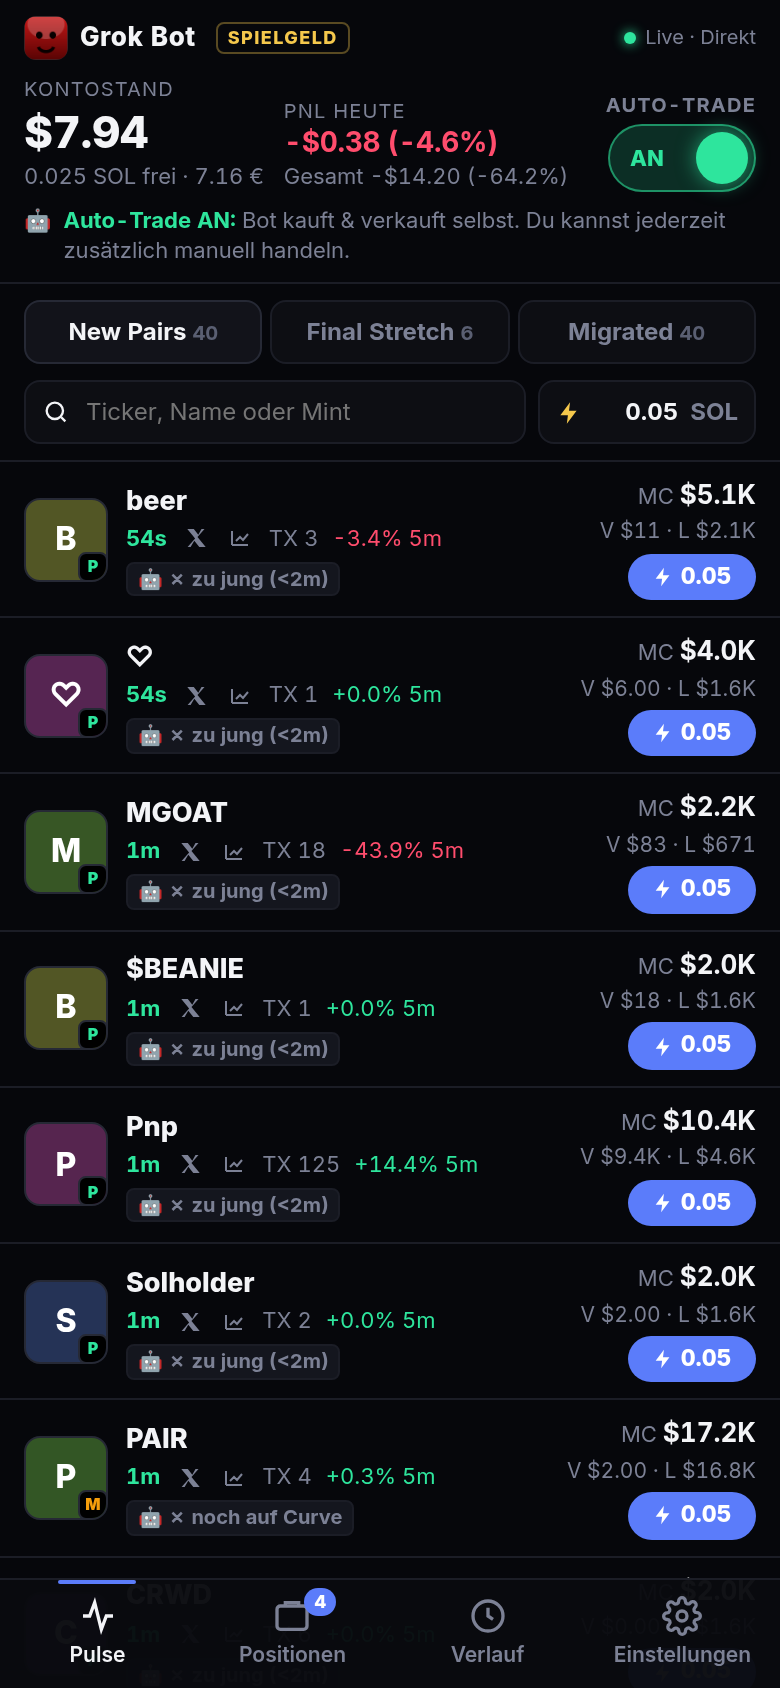 Grok Bot SPIELGELD Live · Direkt
KONTOSTAND
$7.94
0.025 SOL frei · 7.16 €
PNL HEUTE
-$0.38 (-4.6%)
Gesamt -$14.20 (-64.2%)
AUTO-TRADE
AN
🤖 Auto-Trade AN: Bot kauft & verkauft selbst. Du kannst jederzeit
zusätzlich manuell handeln.
New Pairs 40 Final Stretch 6 Migrated 40
Ticker, Name oder Mint 0.05 SOL
B P
beer
54s X TX 3 -3.4% 5m
🤖 × zu jung (<2m)
MC $5.1K
V $11 · L $2.1K
0.05
♡ P
♡
54s X TX 1 +0.0% 5m
🤖 × zu jung (<2m)
MC $4.0K
V $6.00 · L $1.6K
0.05
M P
MGOAT
1m X TX 18 -43.9% 5m
🤖 × zu jung (<2m)
MC $2.2K
V $83 · L $671
0.05
B P
$BEANIE
1m X TX 1 +0.0% 5m
🤖 × zu jung (<2m)
MC $2.0K
V $18 · L $1.6K
0.05
P P
Pnp
1m X TX 125 +14.4% 5m
🤖 × zu jung (<2m)
MC $10.4K
V $9.4K · L $4.6K
0.05
S P
Solholder
1m X TX 2 +0.0% 5m
🤖 × zu jung (<2m)
MC $2.0K
V $2.00 · L $1.6K
0.05
P M
PAIR
1m X TX 4 +0.3% 5m
🤖 × noch auf Curve
MC $17.2K
V $2.00 · L $16.8K
0.05
CRWD
MC $2.0K
4
Pulse Positionen Verlauf Einstellungen